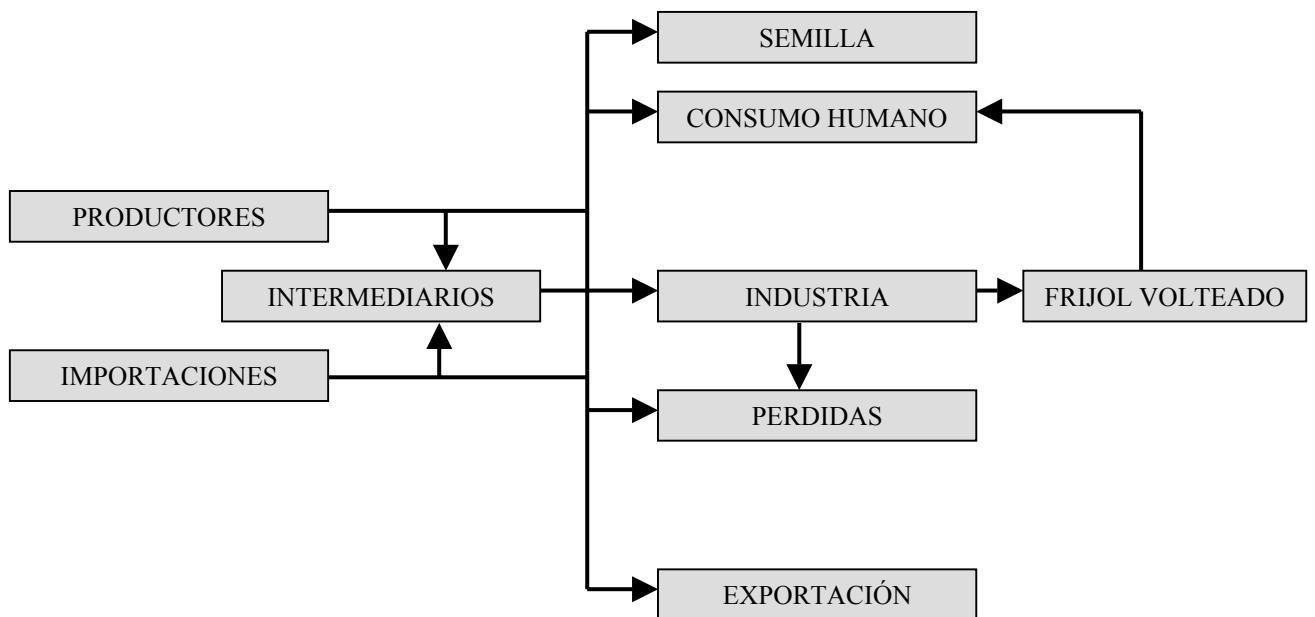 SEMILLA
CONSUMO HUMANO
PRODUCTORES
INTERMEDIARIOS
INDUSTRIA
FRIJOL VOLTEADO
IMPORTACIONES
PERDIDAS
EXPORTACIÓN